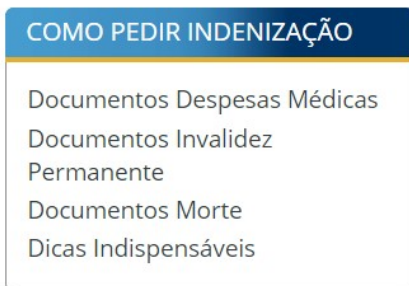 COMO PEDIR INDENIZAÇÃO
Documentos Despesas Médicas
Documentos Invalidez
Permanente
Documentos Morte
Dicas Indispensáveis